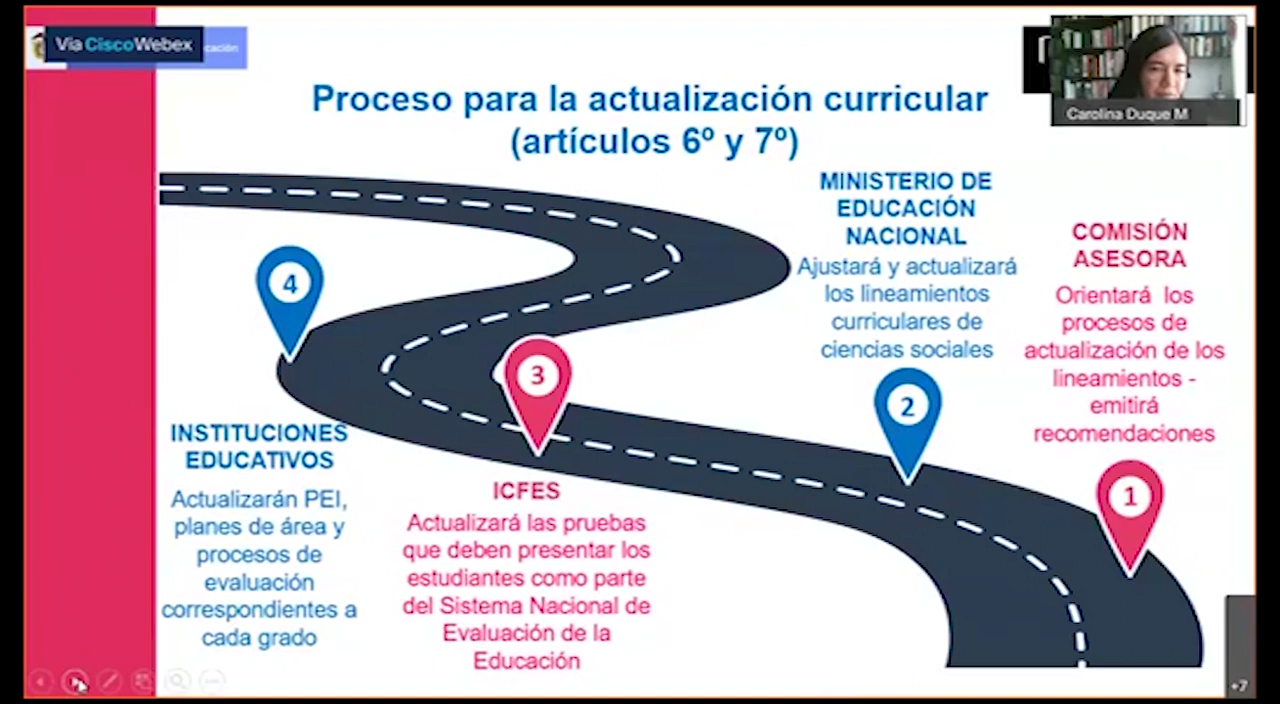 Vía CiscoWebex
cación
Carolina Duque M
Proceso para la actualización curricular
(artículos 6º y 7º)
MINISTERIO DE
EDUCACIÓN
NACIONAL
Ajustará y actualizará
los lineamientos
curriculares de
ciencias sociales
COMISIÓN
ASESORA
Orientará los
procesos de
actualización de los
lineamientos -
emitirá
recomendaciones
4
3
2
1
INSTITUCIONES
EDUCATIVOS
Actualizarán PEI,
planes de área y
procesos de
evaluación
correspondientes a
cada grado
ICFES
Actualizará las pruebas
que deben presentar los
estudiantes como parte
del Sistema Nacional de
Evaluación de la
Educación
+7